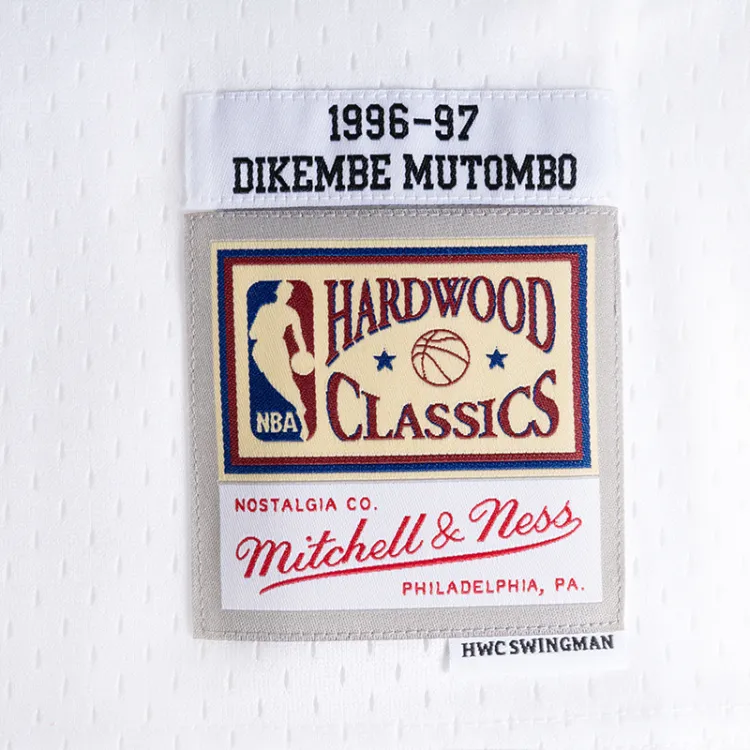 1996-97
DIKEMBE MUTOMBO
HARDWOOD
CLASSICS
NBA
NOSTALGIA CO.
Mitchell & Ness
PHILADELPHIA, PA.
HWC SWINGMAN